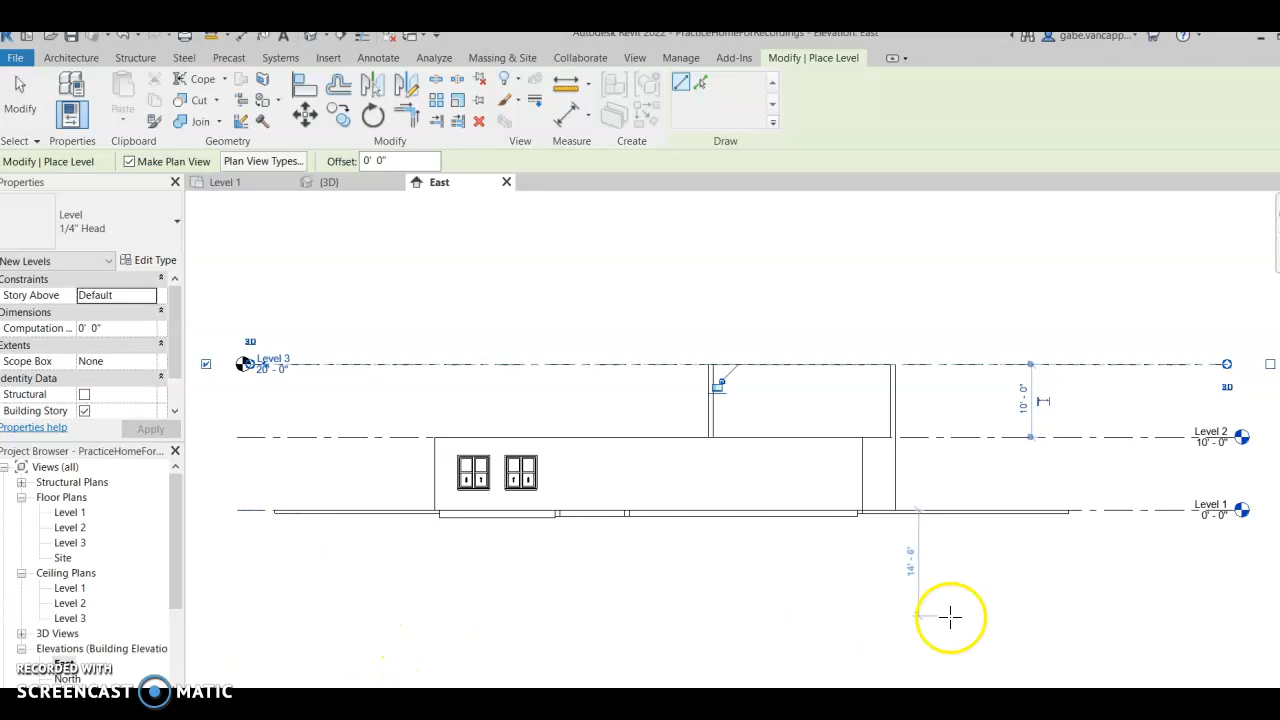 Autodesk Revit 2022 - PracticeHomeForRecordings - Elevation: East
gabe.vancapp...
File Architecture Structure Steel Precast Systems Insert Annotate Analyze Massing & Site Collaborate View Manage Add-Ins Modify | Place Level
Modify Paste Cope Cut Join
Select Properties Clipboard Geometry Modify View Measure Create Draw
Modify | Place Level Make Plan View Plan View Types... Offset: 0' 0"
Properties Level 1 {3D} East
Level
1/4" Head
New Levels Edit Type
Constraints
Story Above Default
Dimensions
Computation ... 0' 0"
Extents
Scope Box None
Identity Data
Structural
Building Story
Properties help Apply
Project Browser - PracticeHomeFor...
Views (all)
Structural Plans
Floor Plans
Level 1
Level 2
Level 3
Site
Ceiling Plans
Level 1
Level 2
Level 3
3D Views
Elevations (Building Elevatio
East
North
3D
Level 3
20' - 0"
10' - 0"
3D
Level 2
10' - 0"
Level 1
0' - 0"
14' - 6"
RECORDED WITH
SCREENCAST MATIC